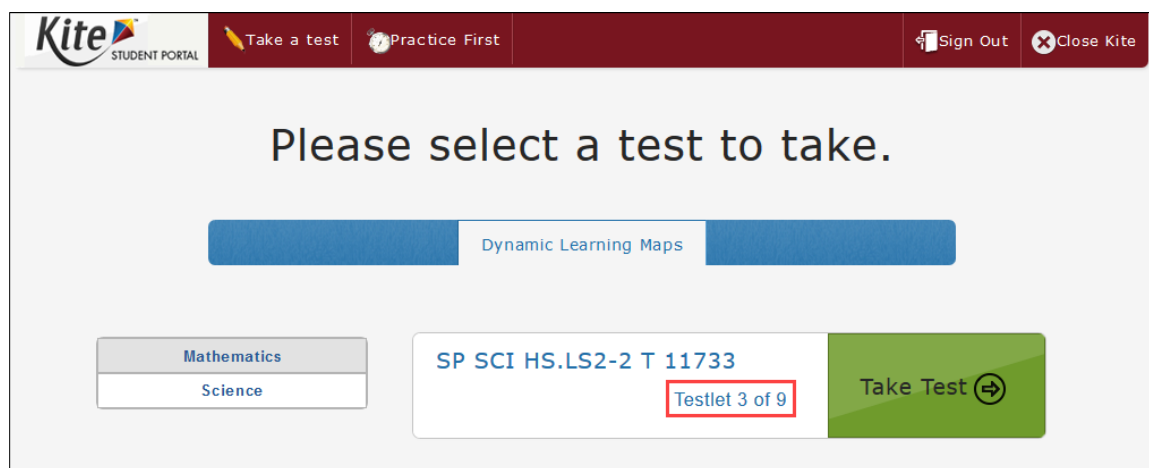 Kite STUDENT PORTAL
Take a test
Practice First
Sign Out
Close Kite
Please select a test to take.
Dynamic Learning Maps
Mathematics
Science
SP SCI HS.LS2-2 T 11733
Testlet 3 of 9
Take Test